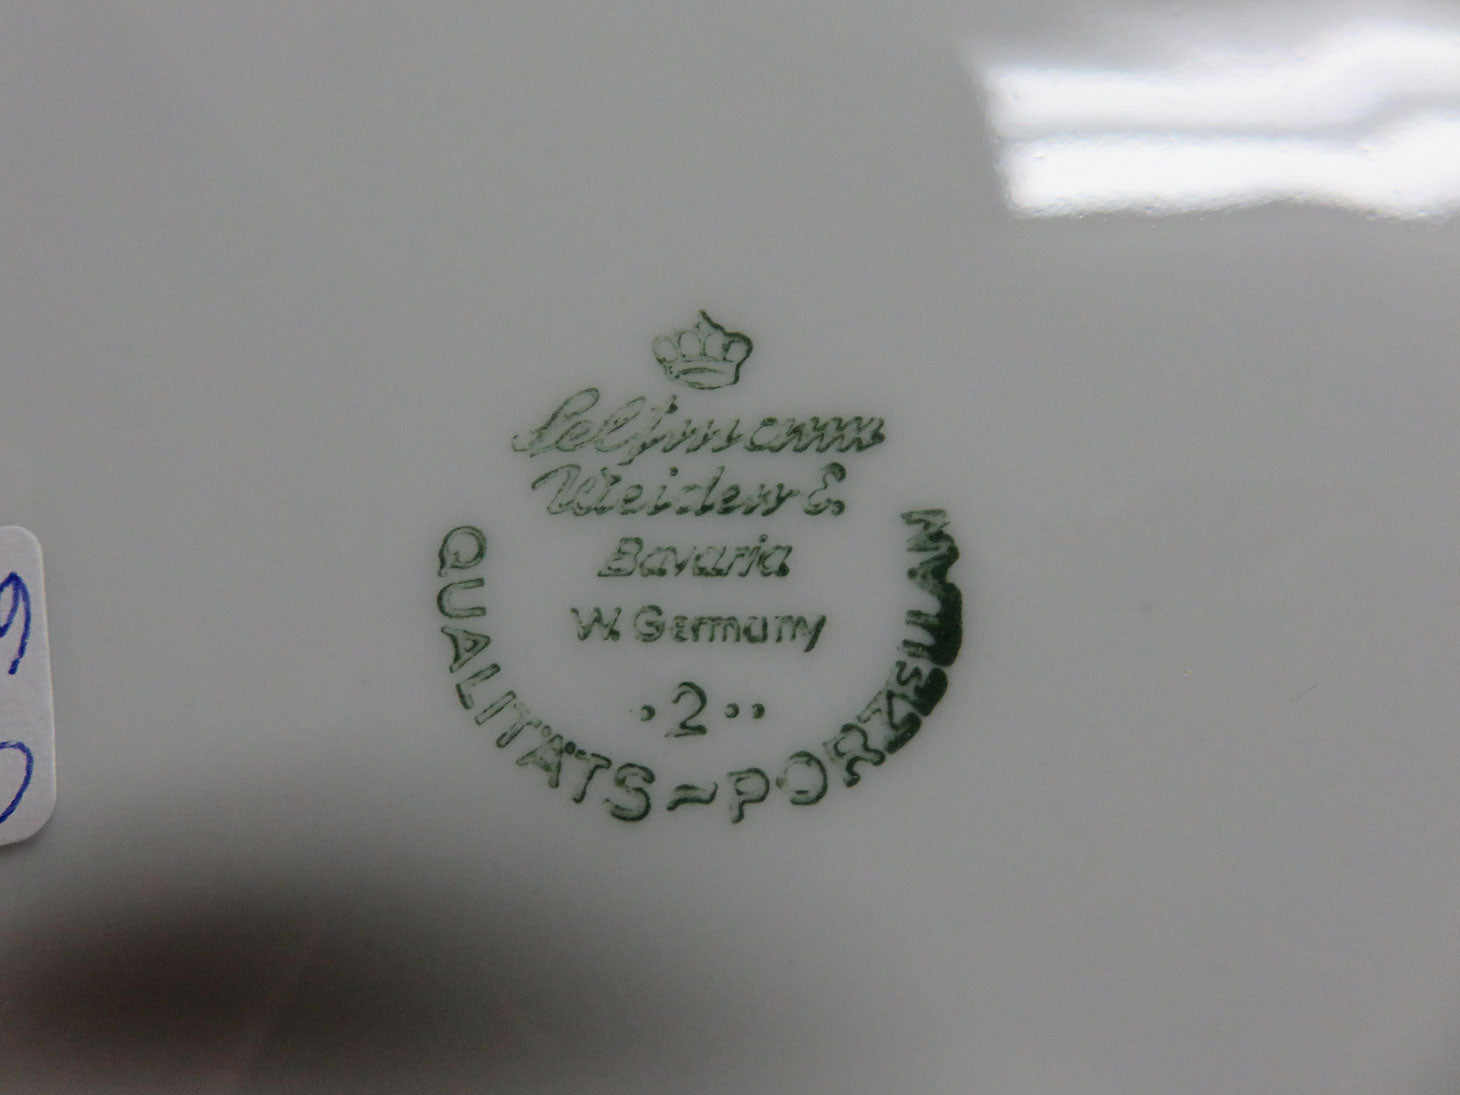 Seltmann
Weiden E.
Bavaria
W. Germany
·2··
QUALITÄTS≈PORZELLAN